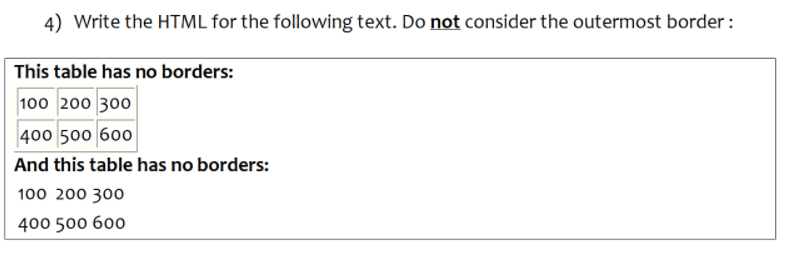 4) Write the HTML for the following text. Do not consider the outermost border :
This table has no borders:
100 200 300
400 500 600
And this table has no borders:
100 200 300
400 500 600